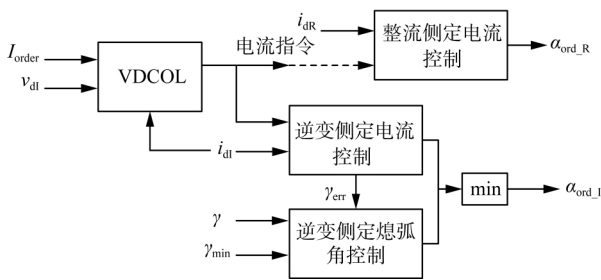 i_dR
整流侧定电流
控制
α_ord_R
电流指令
I_order
v_dI
VDCOL
逆变侧定电流
控制
i_dI
γ_err
min
α_ord_I
γ
γ_min
逆变侧定熄弧
角控制